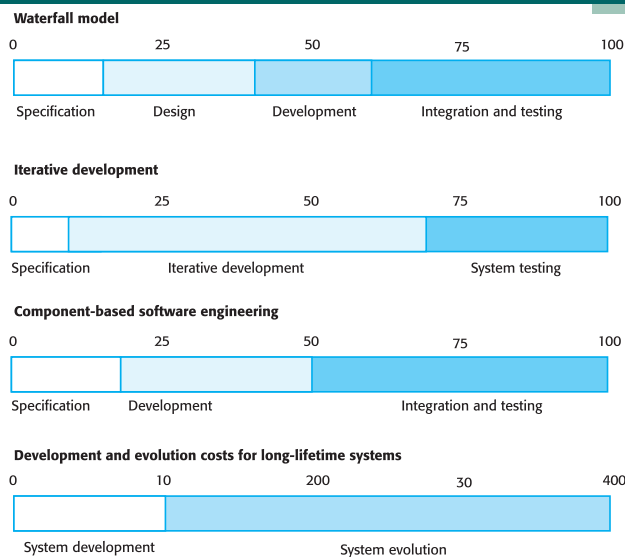 Waterfall model
0 25 50 75 100
Specification Design Development Integration and testing
Iterative development
0 25 50 75 100
Specification Iterative development System testing
Component-based software engineering
0 25 50 75 100
Specification Development Integration and testing
Development and evolution costs for long-lifetime systems
0 10 200 30 400
System development System evolution